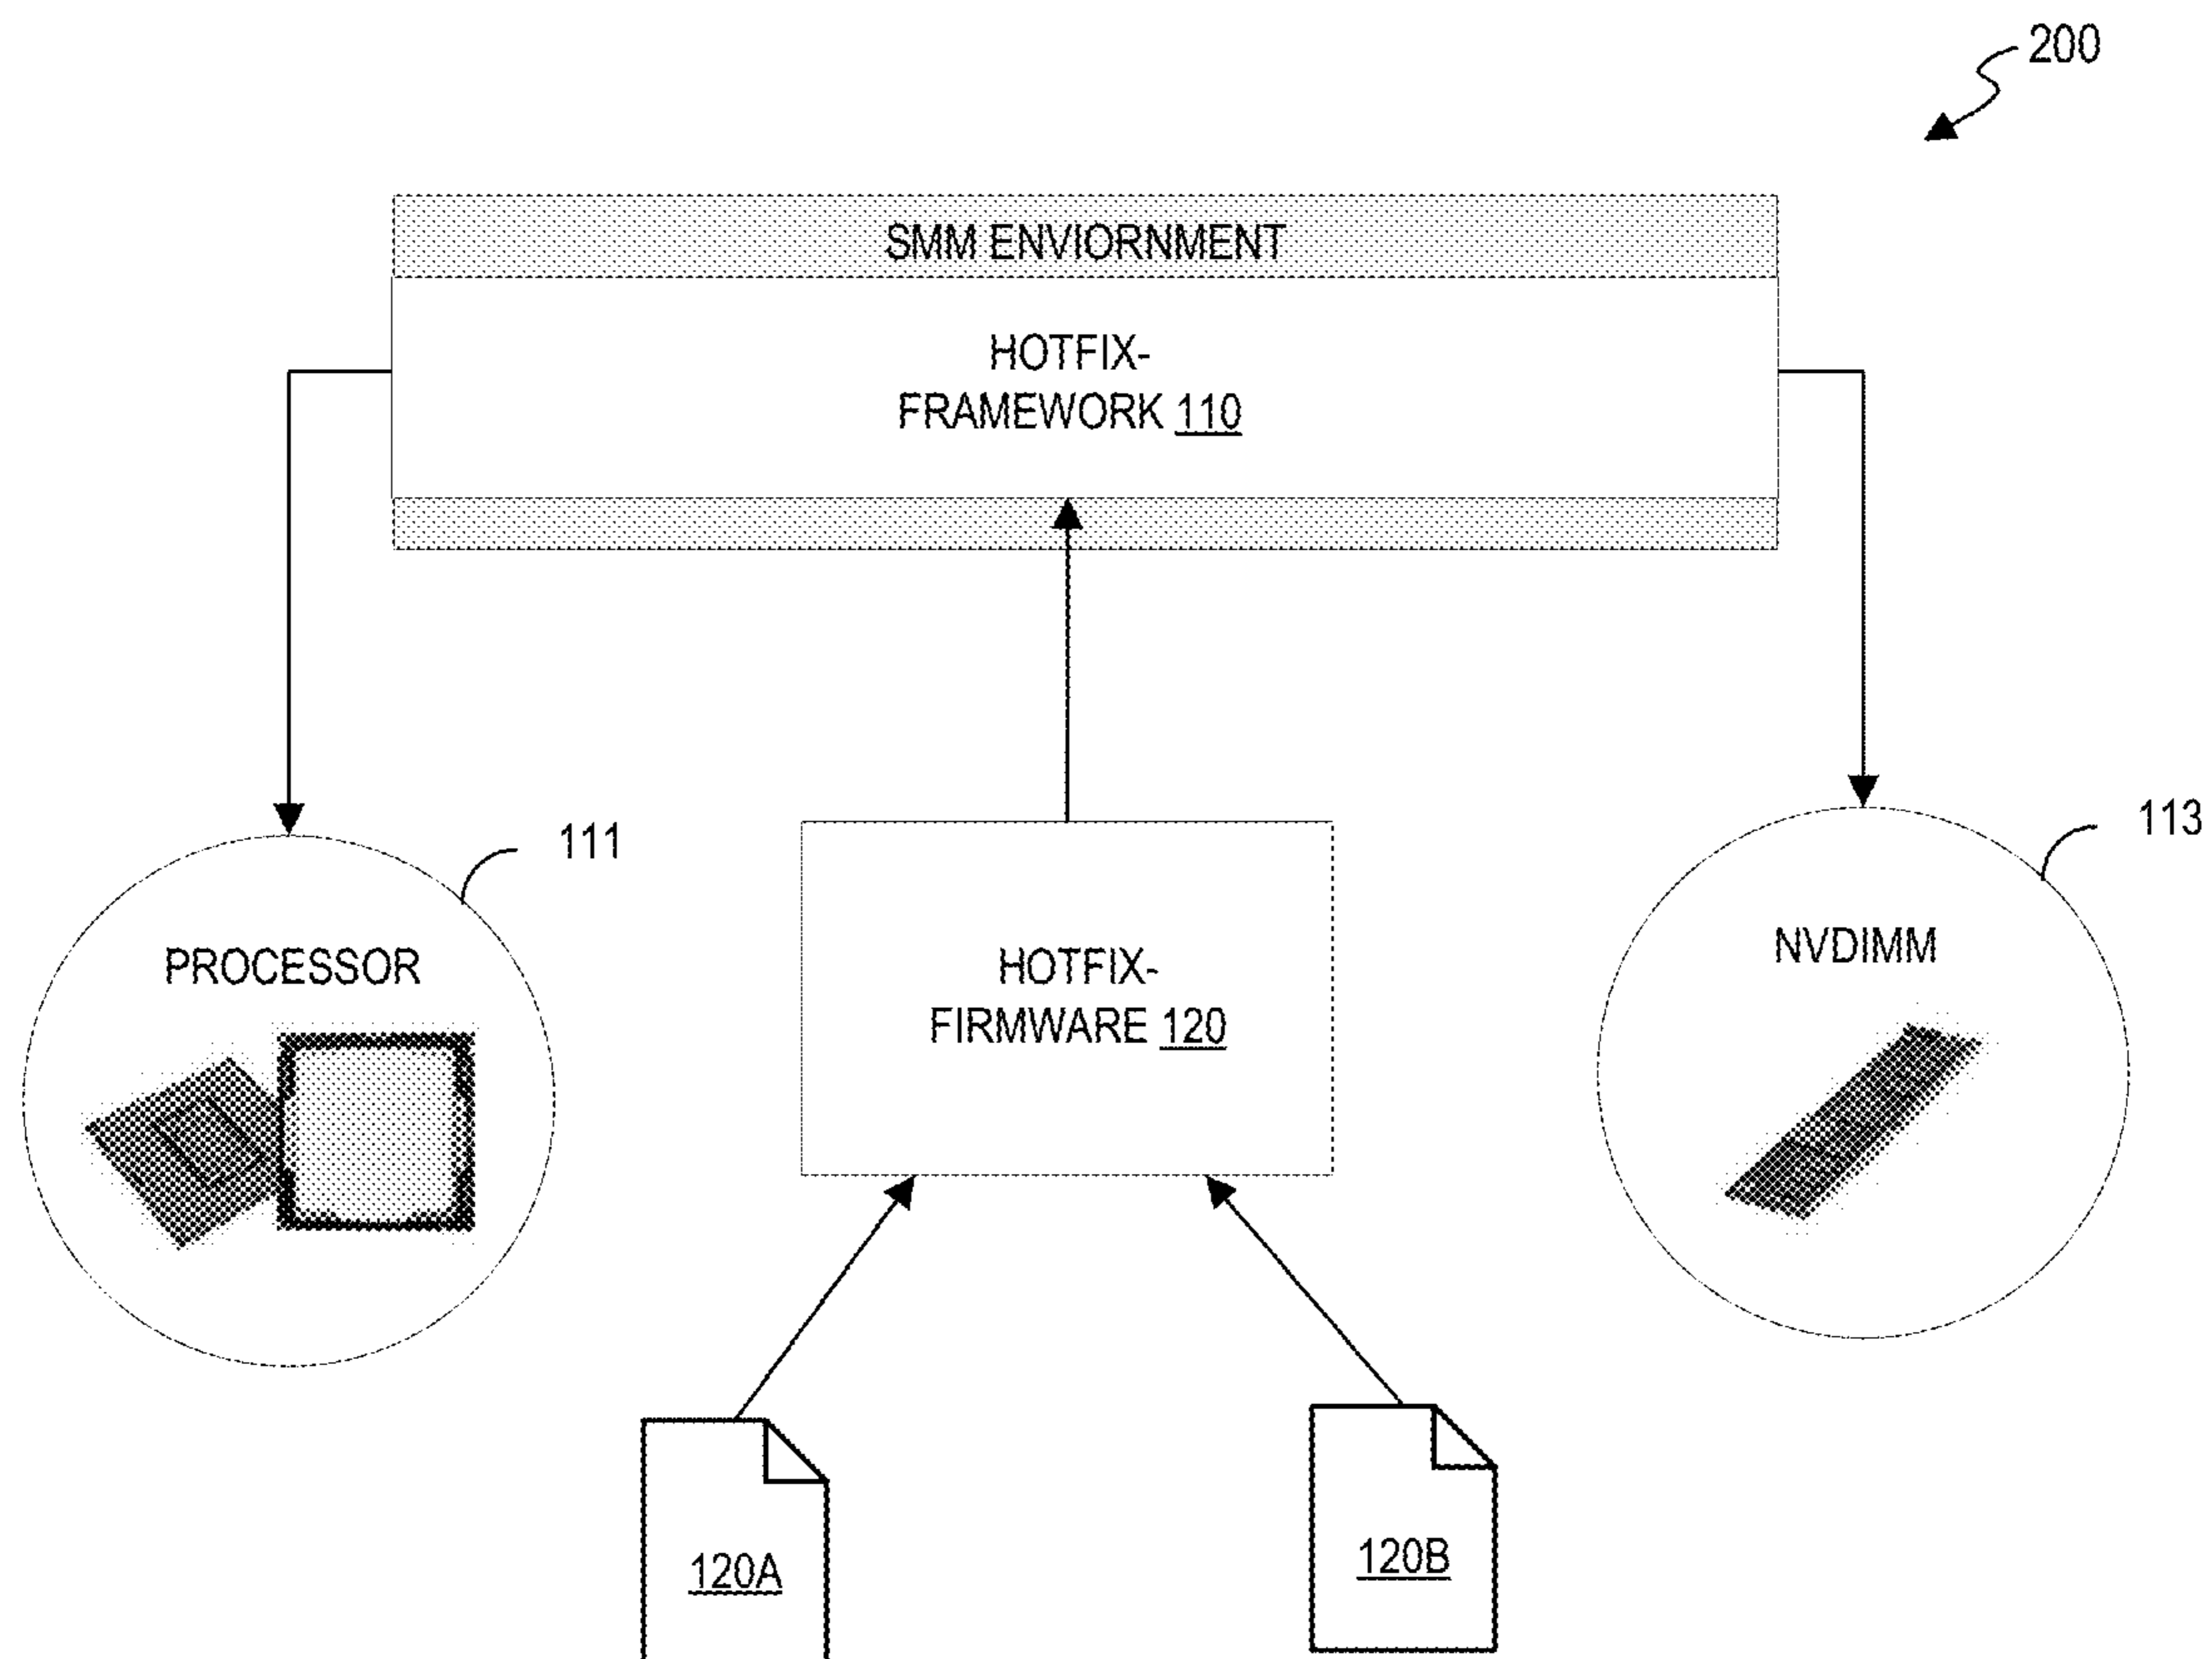 200
SMM ENVIORNMENT
HOTFIX-
FRAMEWORK 110
111
113
PROCESSOR
HOTFIX-
FIRMWARE 120
NVDIMM
120A
120B